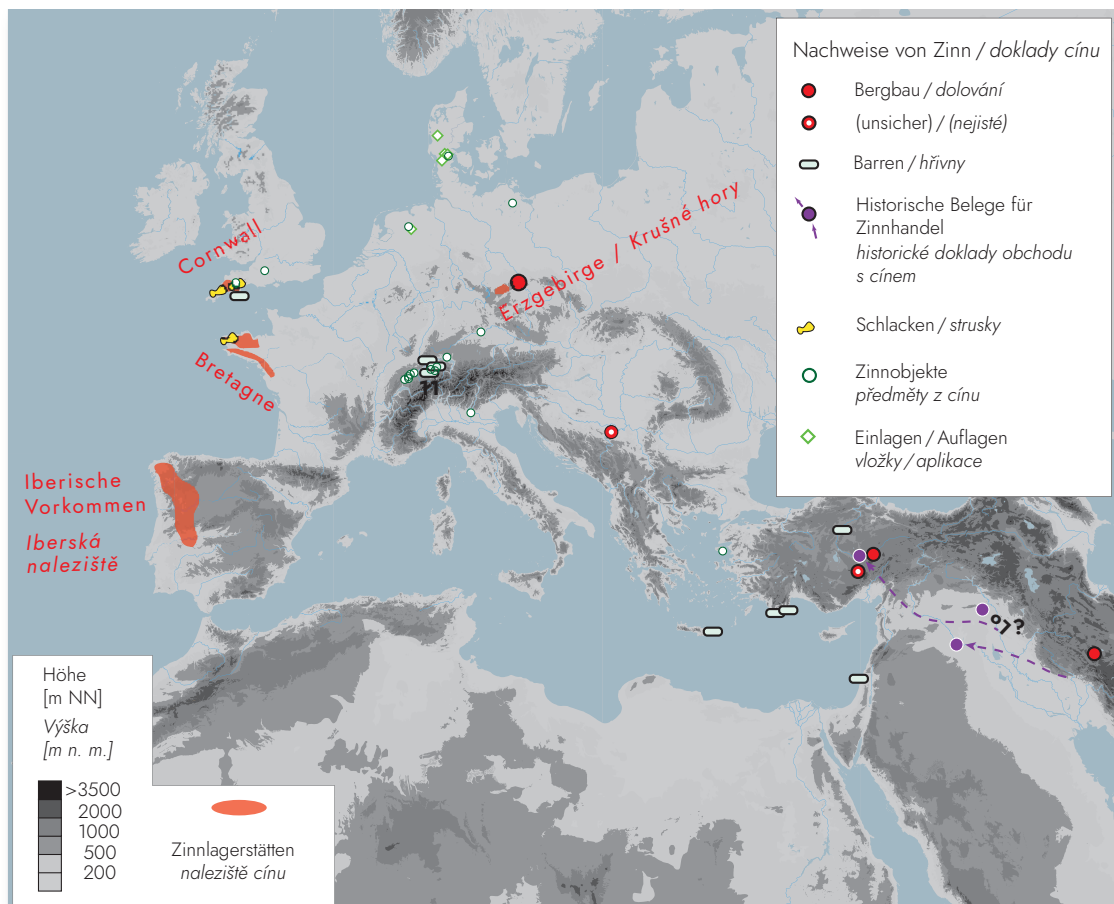 Nachweise von Zinn / doklady cínu
Bergbau / dolování
(unsicher) / (nejisté)
Barren / hřivny
Historische Belege für
Zinnhandel
historické doklady obchodu
s cínem
Schlacken / strusky
Zinnobjekte
předměty z cínu
Einlagen / Auflagen
vložky / aplikace
Cornwall
Erzgebirge / Krušné hory
Bretagne
11
Iberische
Vorkommen
Iberská
naleziště
?
Höhe
[m NN]
Výška
[m n. m.]
>3500
2000
1000
500
200
Zinnlagerstätten
naleziště cínu